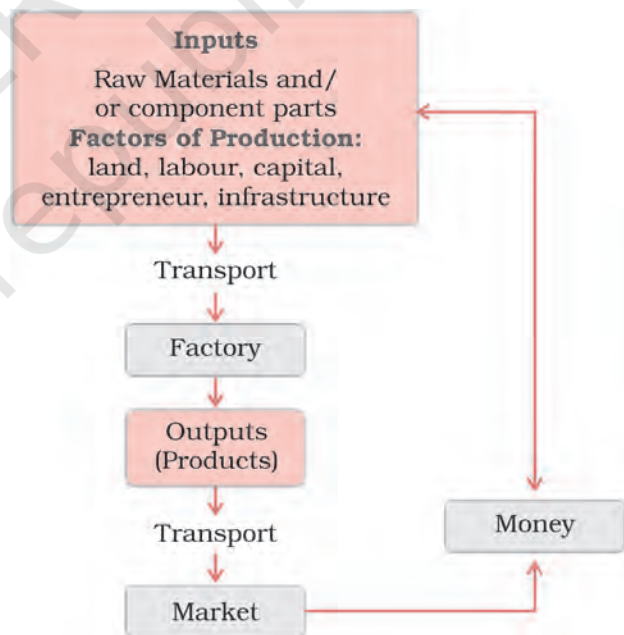 Inputs
Raw Materials and/
or component parts
Factors of Production:
land, labour, capital,
entrepreneur, infrastructure
Transport
Factory
Outputs
(Products)
Transport
Market
Money